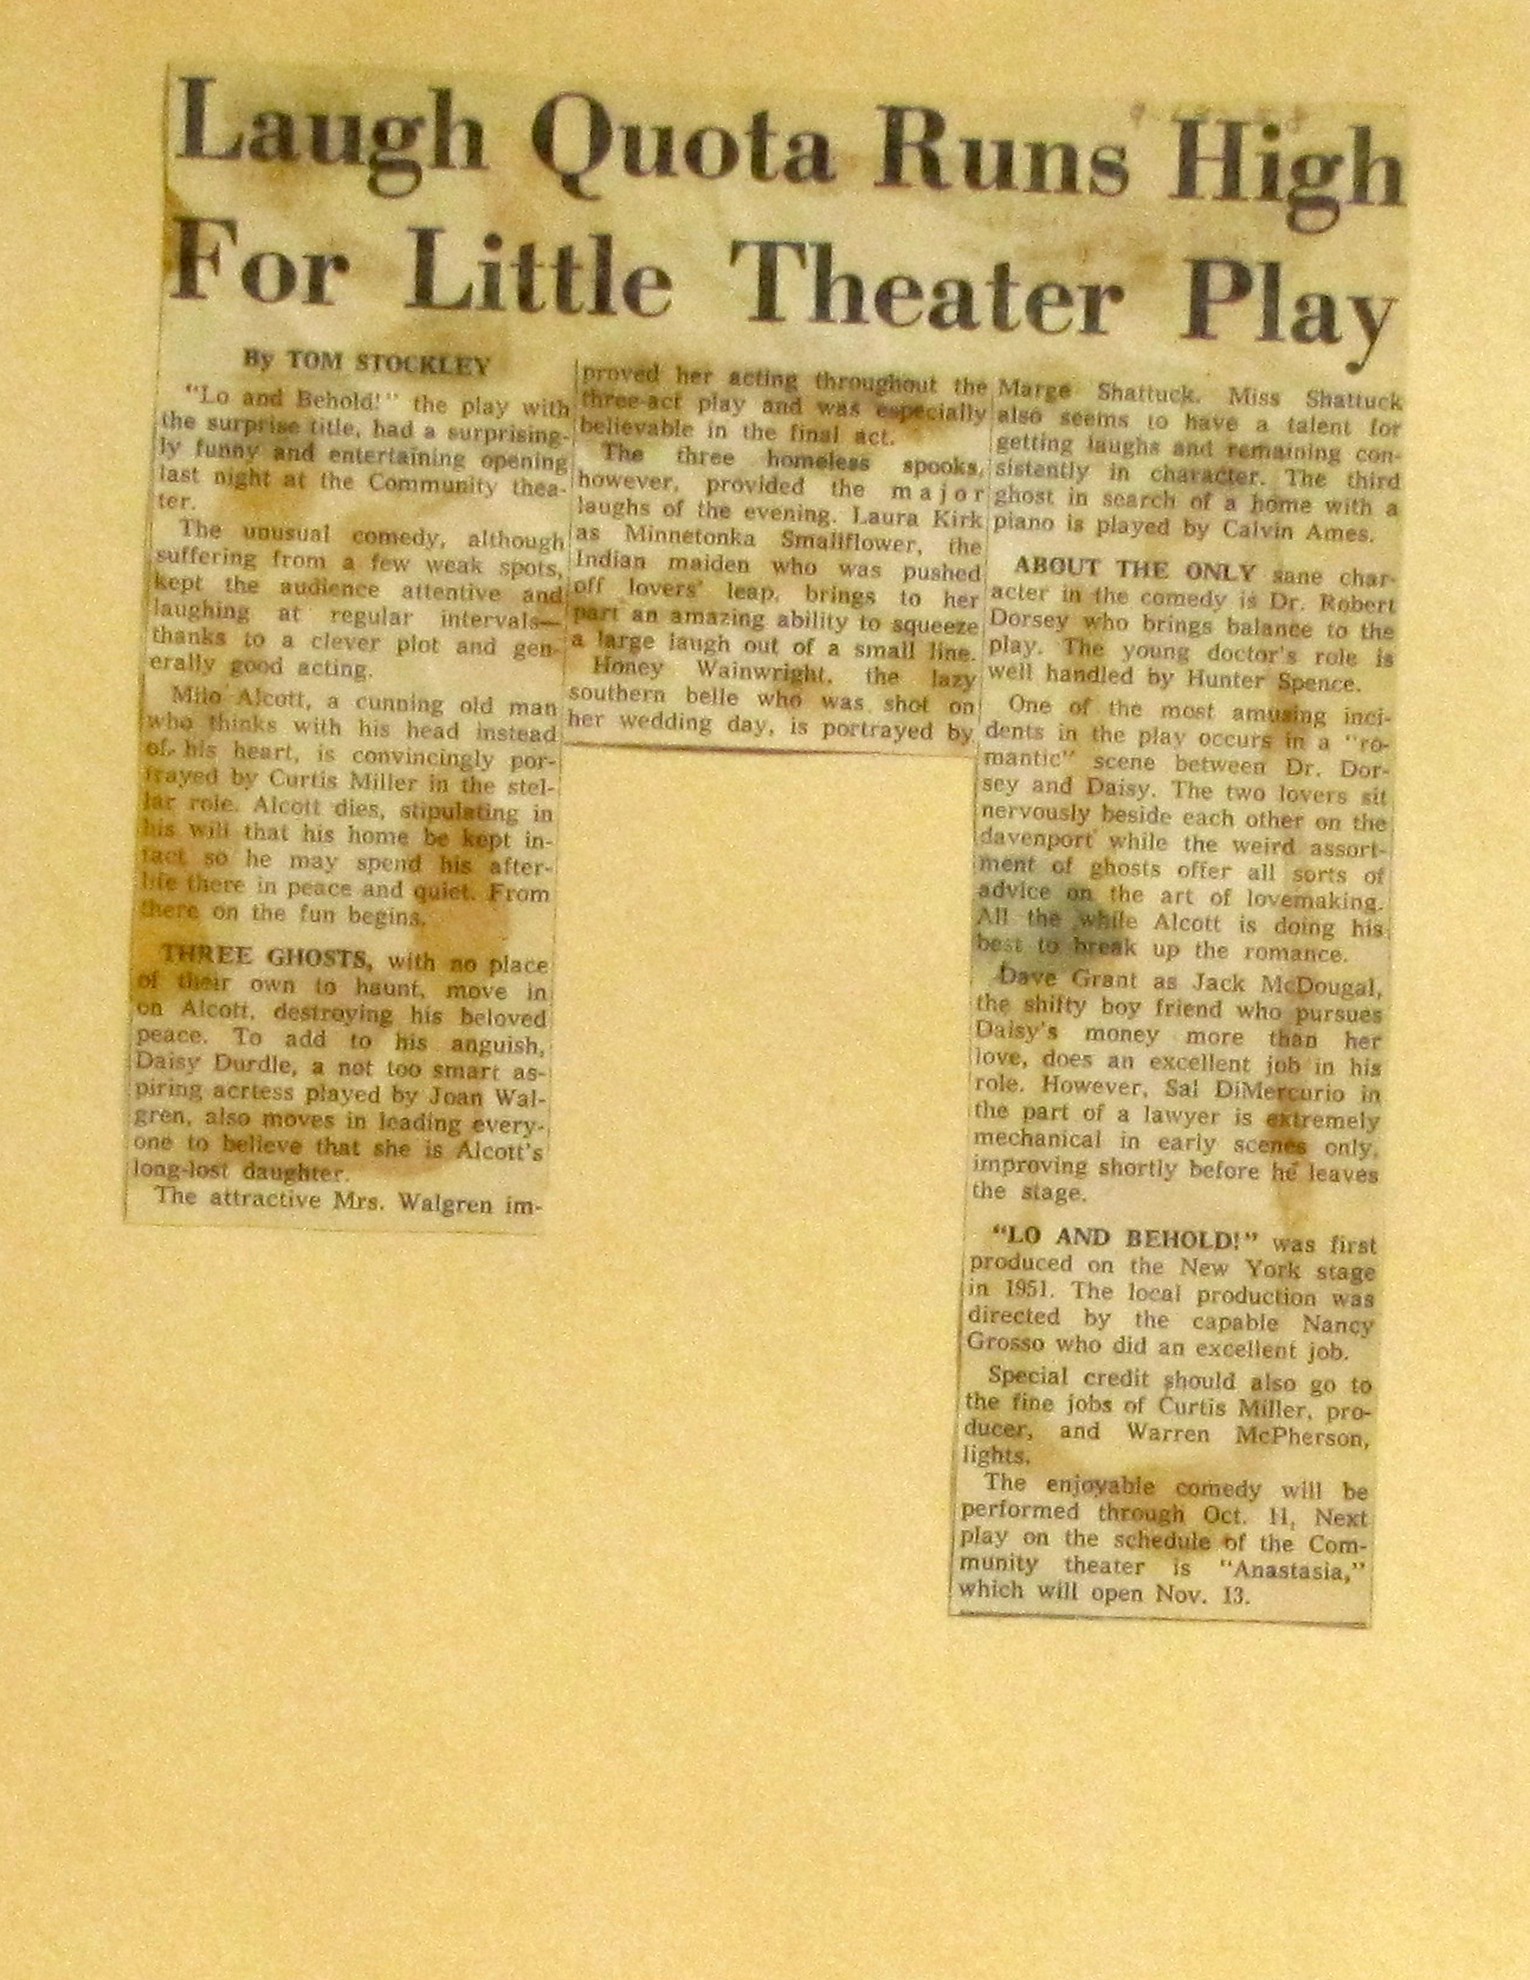 Laugh Quota Runs High
For Little Theater Play
By TOM STOCKLEY
"Lo and Behold!" the play with
the surprise title, had a surprising-
ly funny and entertaining opening
last night at the Community thea-
ter.
The unusual comedy, although
suffering from a few weak spots,
kept the audience attentive and
laughing at regular intervals—
thanks to a clever plot and gen-
erally good acting.
Milo Alcott, a cunning old man
who thinks with his head instead
of his heart, is convincingly por-
trayed by Curtis Miller in the stel-
lar role. Alcott dies, stipulating in
his will that his home be kept in-
tact so he may spend his after-
life there in peace and quiet. From
there on the fun begins.
THREE GHOSTS, with no place
of their own to haunt, move in
on Alcott, destroying his beloved
peace. To add to his anguish,
Daisy Durdle, a not too smart as-
piring acrtess played by Joan Wal-
gren, also moves in leading every-
one to believe that she is Alcott's
long-lost daughter.
The attractive Mrs. Walgren im-
proved her acting throughout the
three-act play and was especially
believable in the final act.
The three homeless spooks,
however, provided the major
laughs of the evening. Laura Kirk
as Minnetonka Smallflower, the
Indian maiden who was pushed
off lovers' leap, brings to her
part an amazing ability to squeeze
a large laugh out of a small line.
Honey Wainwright, the lazy
southern belle who was shot on
her wedding day, is portrayed by
Marge Shattuck. Miss Shattuck
also seems to have a talent for
getting laughs and remaining con-
sistently in character. The third
ghost in search of a home with a
piano is played by Calvin Ames.
ABOUT THE ONLY sane char-
acter in the comedy is Dr. Robert
Dorsey who brings balance to the
play. The young doctor's role is
well handled by Hunter Spence.
One of the most amusing inci-
dents in the play occurs in a "ro-
mantic" scene between Dr. Dor-
sey and Daisy. The two lovers sit
nervously beside each other on the
davenport while the weird assort-
ment of ghosts offer all sorts of
advice on the art of lovemaking.
All the while Alcott is doing his
best to break up the romance.
Dave Grant as Jack McDougal,
the shifty boy friend who pursues
Daisy's money more than her
love, does an excellent job in his
role. However, Sal DiMercurio in
the part of a lawyer is extremely
mechanical in early scenes only,
improving shortly before he leaves
the stage.
"LO AND BEHOLD!" was first
produced on the New York stage
in 1951. The local production was
directed by the capable Nancy
Grosso who did an excellent job.
Special credit should also go to
the fine jobs of Curtis Miller, pro-
ducer, and Warren McPherson,
lights.
The enjoyable comedy will be
performed through Oct. 11. Next
play on the schedule of the Com-
munity theater is "Anastasia,"
which will open Nov. 13.